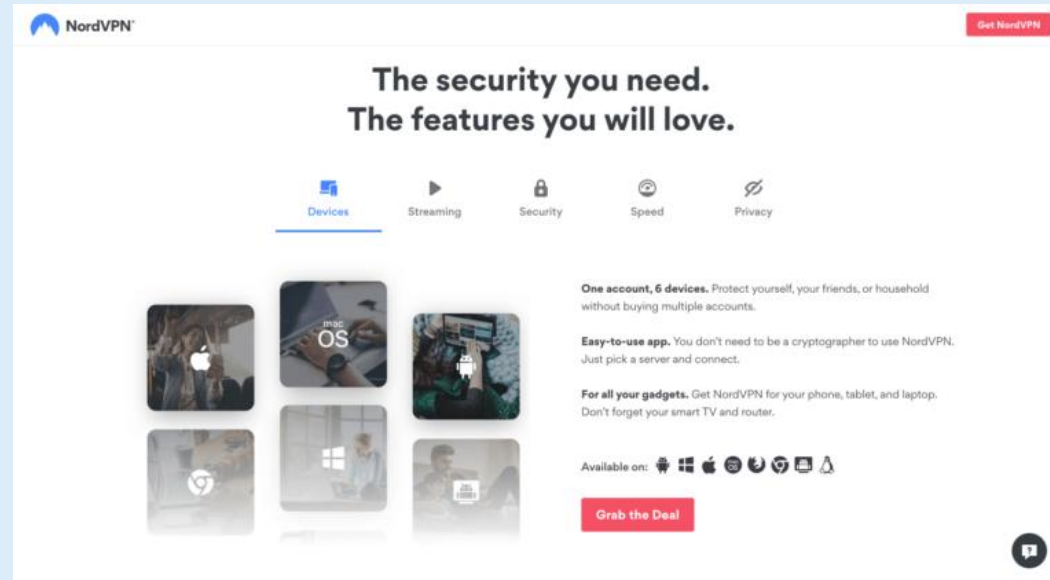 NordVPN
Get NordVPN
The security you need.
The features you will love.
Devices
Streaming
Security
Speed
Privacy
mac
OS
One account, 6 devices. Protect yourself, your friends, or household
without buying multiple accounts.
Easy-to-use app. You don't need to be a cryptographer to use NordVPN.
Just pick a server and connect.
For all your gadgets. Get NordVPN for your phone, tablet, and laptop.
Don't forget your smart TV and router.
Available on:
Grab the Deal